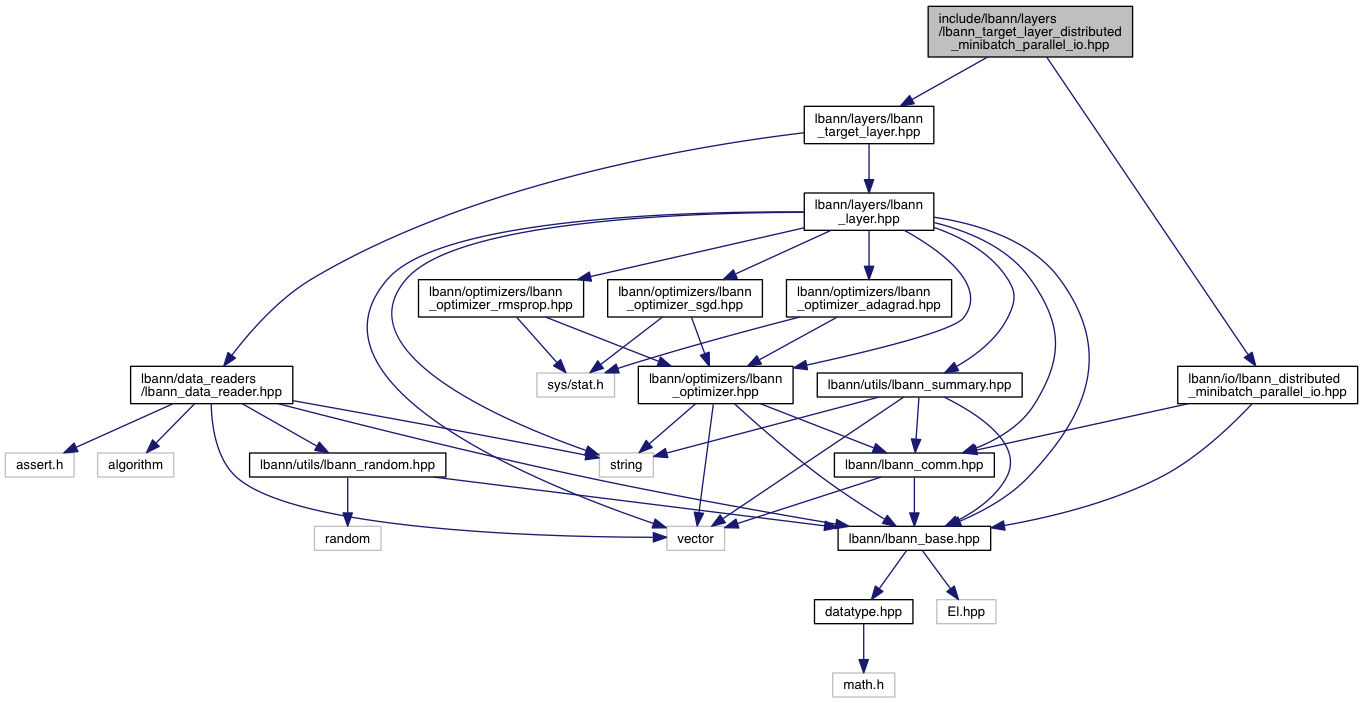 include/lbann/layers
/lbann_target_layer_distributed
_minibatch_parallel_io.hpp
lbann/layers/lbann
_target_layer.hpp
lbann/layers/lbann
_layer.hpp
lbann/optimizers/lbann
_optimizer_rmsprop.hpp
lbann/optimizers/lbann
_optimizer_sgd.hpp
lbann/optimizers/lbann
_optimizer_adagrad.hpp
lbann/data_readers
/lbann_data_reader.hpp
sys/stat.h
lbann/optimizers/lbann
_optimizer.hpp
lbann/utils/lbann_summary.hpp
lbann/io/lbann_distributed
_minibatch_parallel_io.hpp
assert.h
algorithm
lbann/utils/lbann_random.hpp
string
lbann/lbann_comm.hpp
random
vector
lbann/lbann_base.hpp
datatype.hpp
El.hpp
math.h